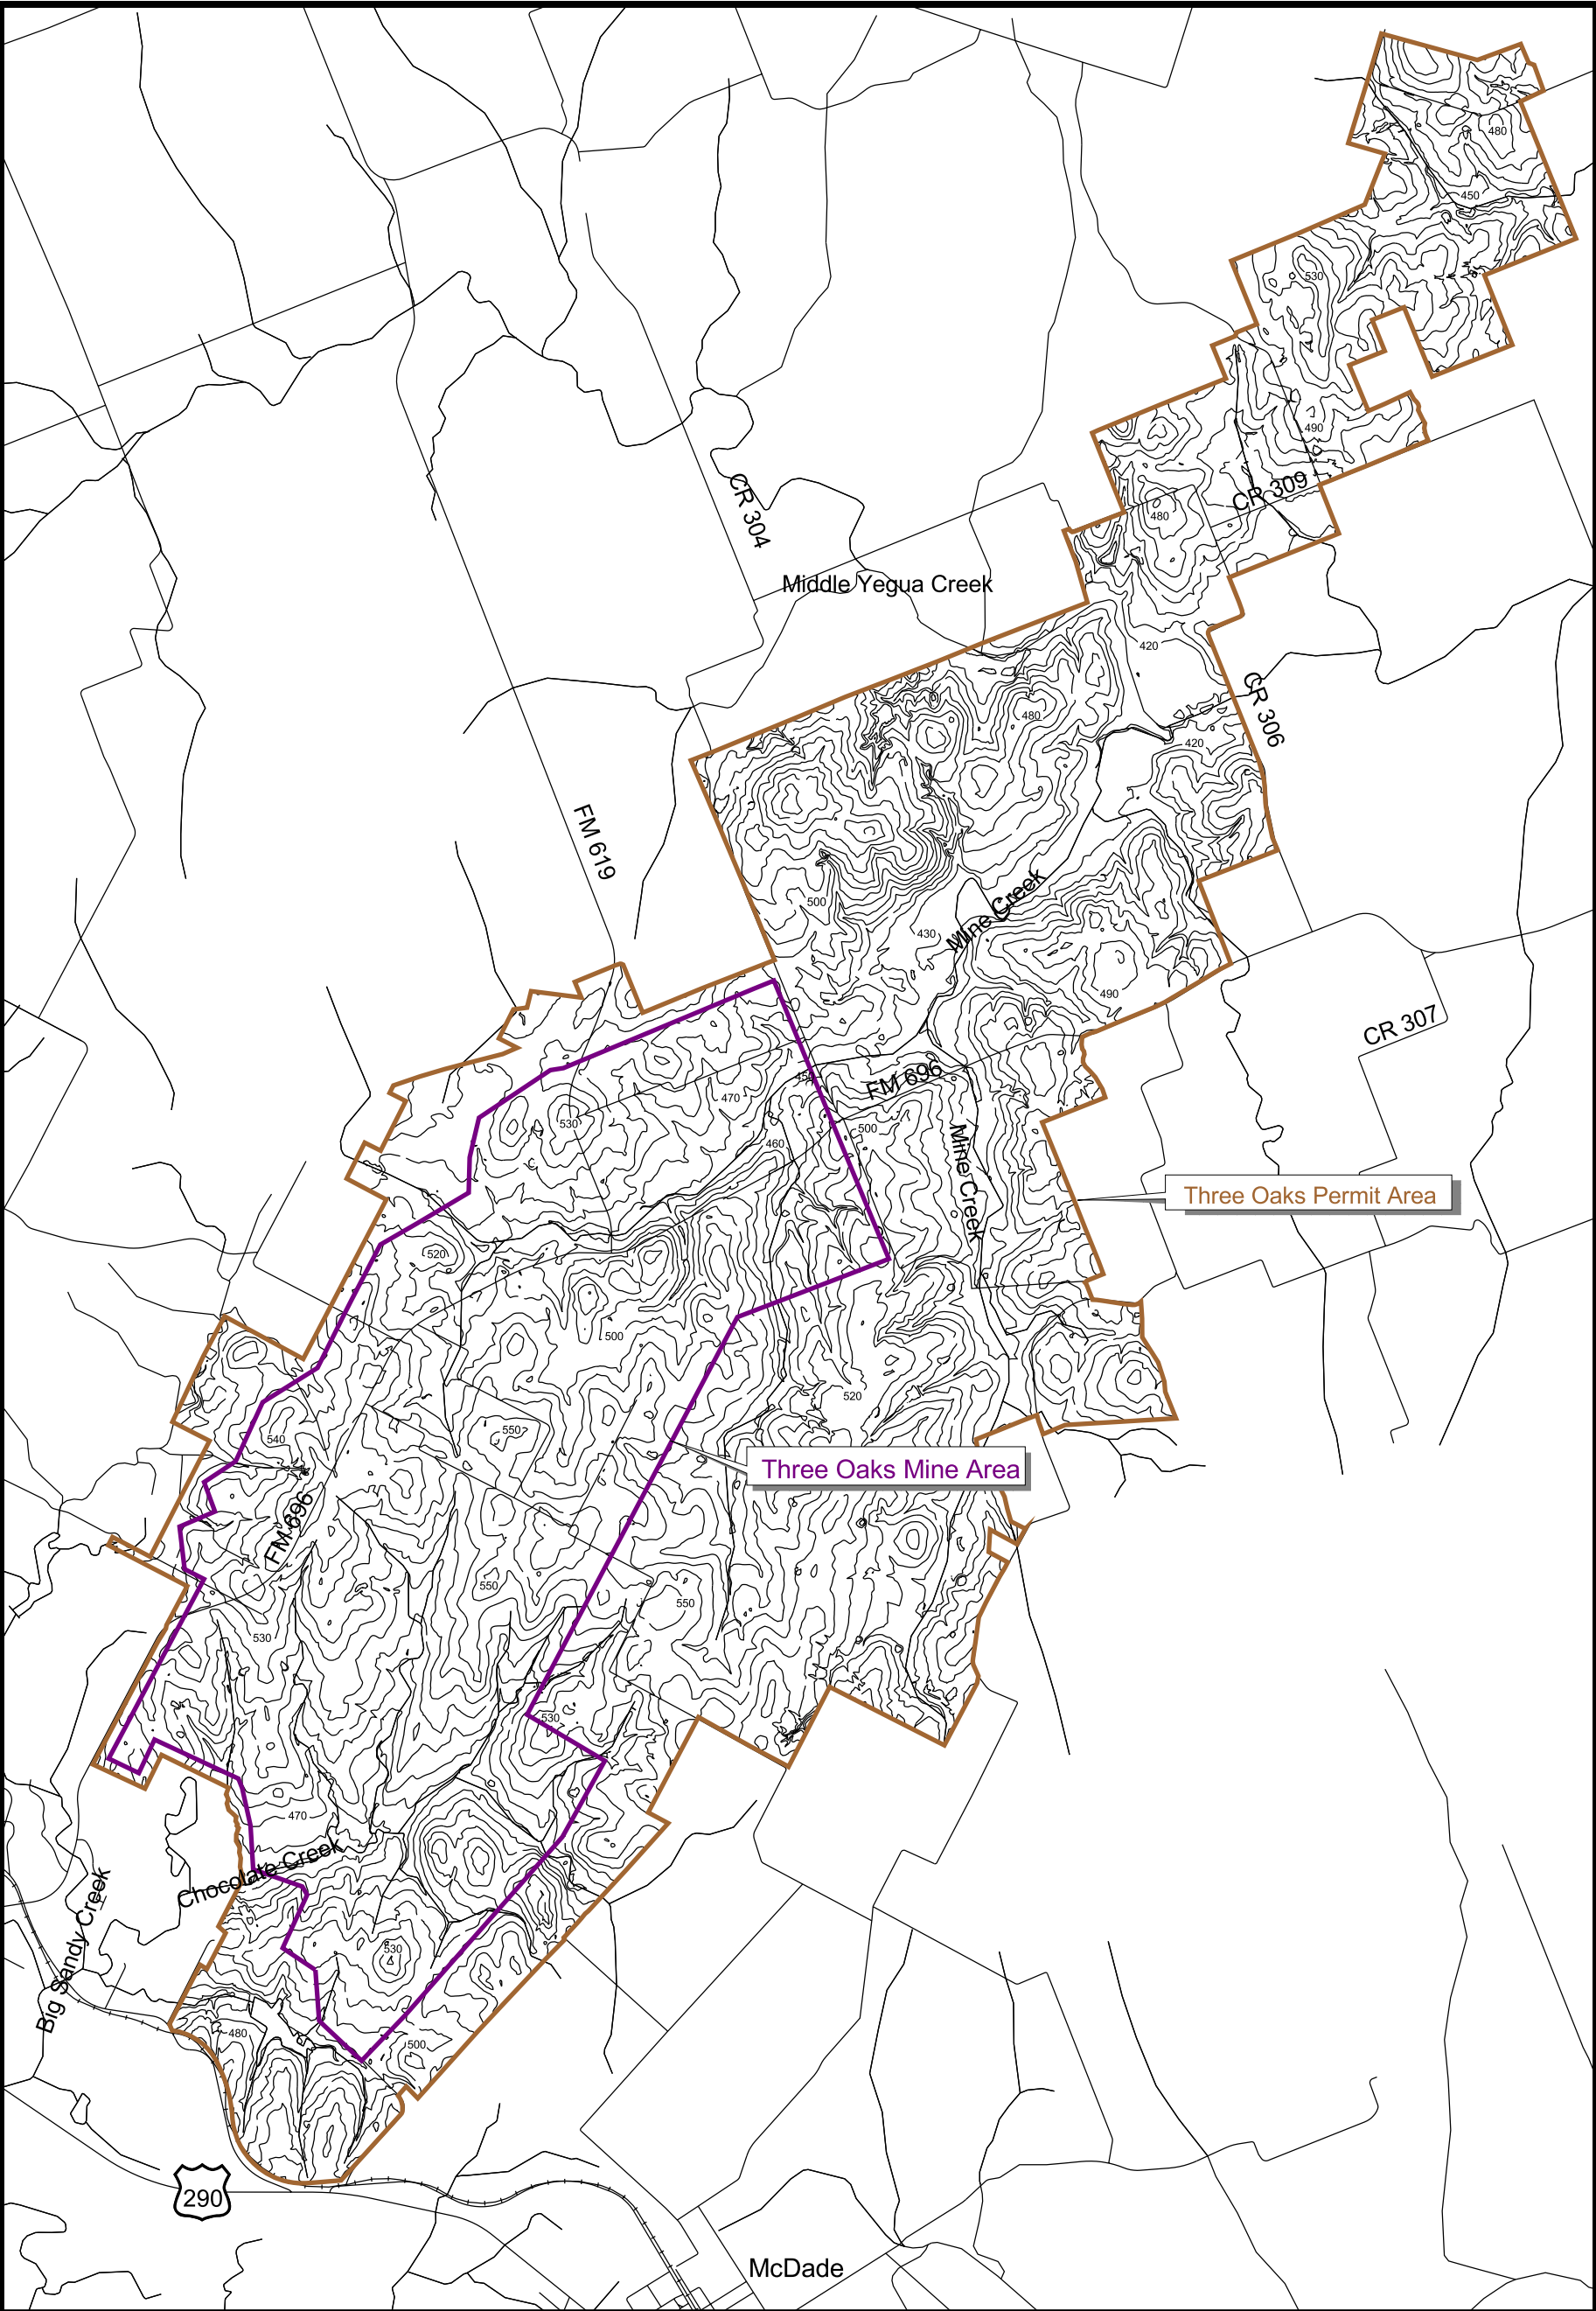 480
450
530
490
CR 309
CR 304
480
Middle Yegua Creek
420
CR 306
480
420
FM 619
500
Mine Creek
430
490
CR 307
450
FM 696
470
530
500
460
Mine Creek
Three Oaks Permit Area
520
500
520
550
540
Three Oaks Mine Area
FM 696
550
550
530
530
470
Chocolate Creek
Big Sandy Creek
530
480
500
290
McDade